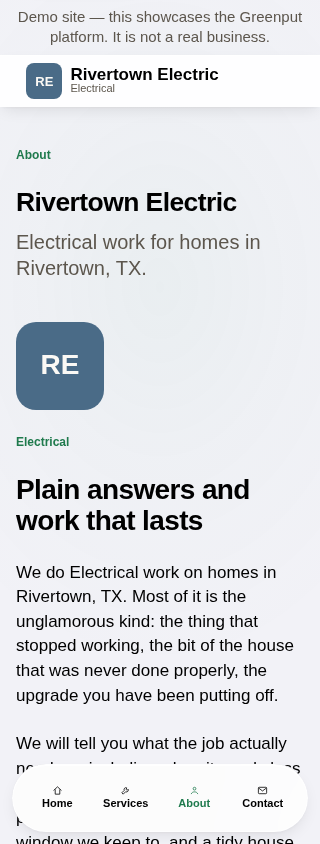 Demo site — this showcases the Greenput
platform. It is not a real business.
RE
Rivertown Electric
Electrical
About
Rivertown Electric
Electrical work for homes in
Rivertown, TX.
RE
Electrical
Plain answers and
work that lasts
We do Electrical work on homes in
Rivertown, TX. Most of it is the
unglamorous kind: the thing that
stopped working, the bit of the house
that was never done properly, the
upgrade you have been putting off.
We will tell you what the job actually
window we keep to, and a tidy house
Home
Services
About
Contact